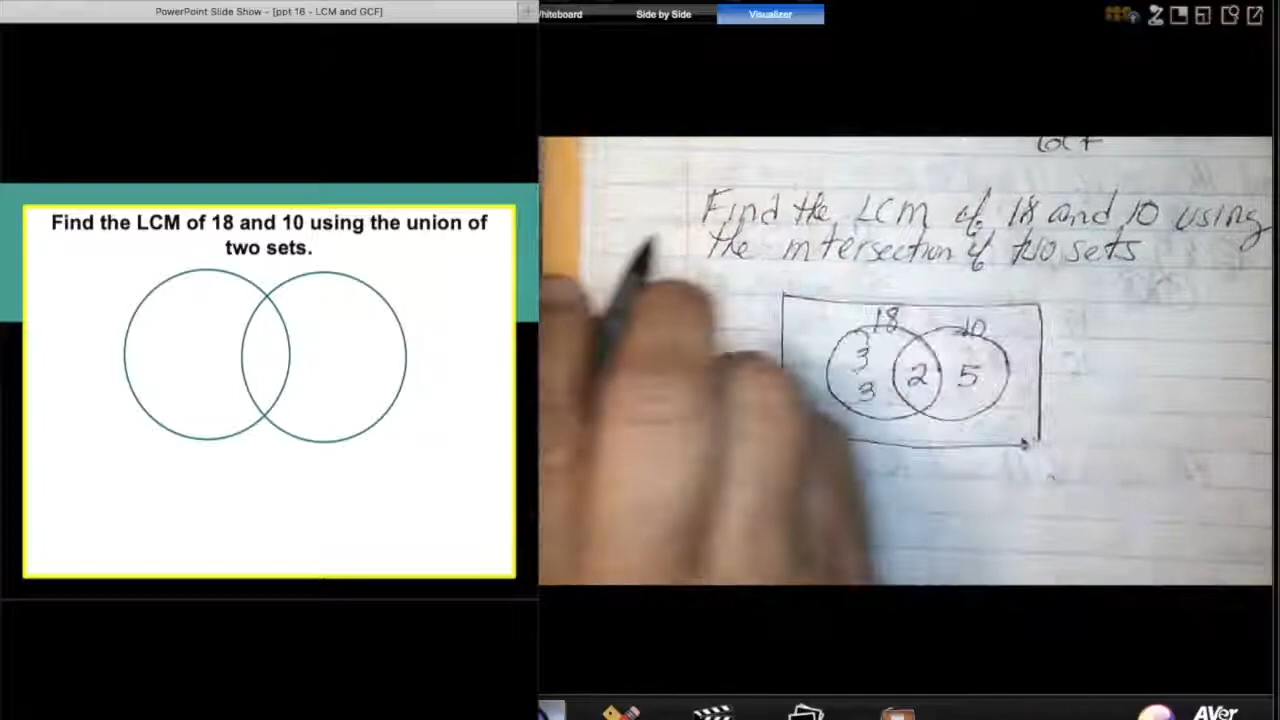 PowerPoint Slide Show - [ppt 16 - LCM and GCF]
Whiteboard
Side by Side
Visualizer
Find the LCM of 18 and 10 using the union of
two sets.
Find the LCM of 18 and 10 using
the intersection of two sets
18 10
3
2 5
3
AVer